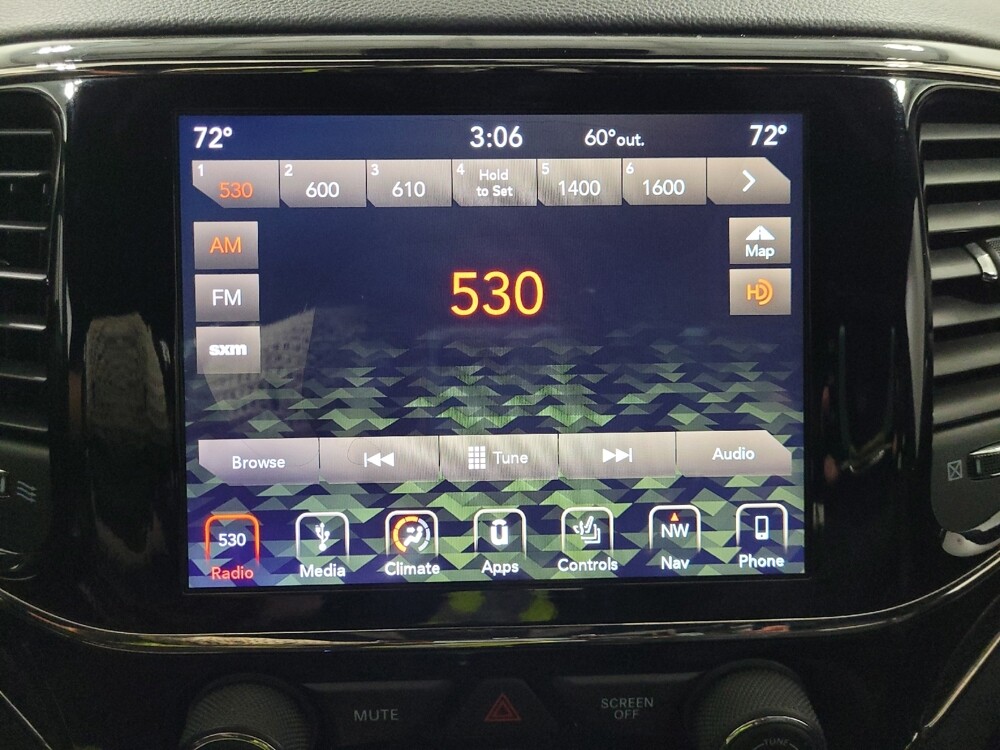 72° 3:06 60°out. 72°
1 530 2 600 3 610 4 Hold to Set 5 1400 6 1600
AM
Map
FM
530
HD
sxm
Browse Tune Audio
530 NW
Radio Media Climate Apps Controls Nav Phone
MUTE
SCREEN OFF
TUNE